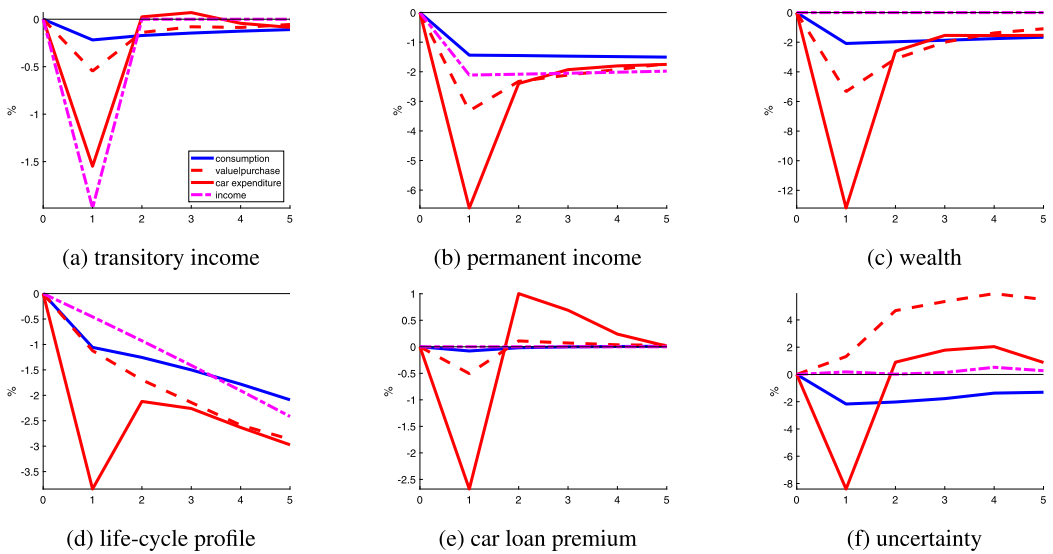 0
-0.5
-1
-1.5
%
0 1 2 3 4 5
consumption
value|purchase
car expenditure
income
(a) transitory income
0
-1
-2
-3
-4
-5
-6
%
0 1 2 3 4 5
(b) permanent income
0
-2
-4
-6
-8
-10
-12
%
0 1 2 3 4 5
(c) wealth
0
-0.5
-1
-1.5
-2
-2.5
-3
-3.5
%
0 1 2 3 4 5
(d) life-cycle profile
1
0.5
0
-0.5
-1
-1.5
-2
-2.5
%
0 1 2 3 4 5
(e) car loan premium
4
2
0
-2
-4
-6
-8
%
0 1 2 3 4 5
(f) uncertainty